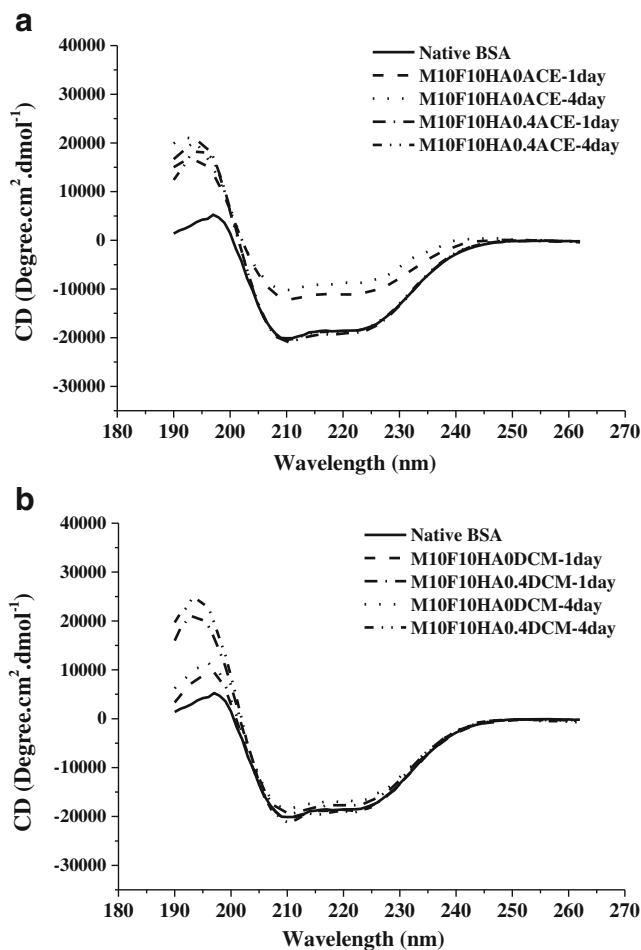 a
40000
30000
20000
10000
0
-10000
-20000
-30000
CD (Degree.cm².dmol⁻¹)
Native BSA
M10F10HA0ACE-1day
M10F10HA0ACE-4day
M10F10HA0.4ACE-1day
M10F10HA0.4ACE-4day
180 190 200 210 220 230 240 250 260 270
Wavelength (nm)
b
40000
30000
20000
10000
0
-10000
-20000
-30000
CD (Degree.cm².dmol⁻¹)
Native BSA
M10F10HA0DCM-1day
M10F10HA0.4DCM-1day
M10F10HA0DCM-4day
M10F10HA0.4DCM-4day
180 190 200 210 220 230 240 250 260 270
Wavelength (nm)